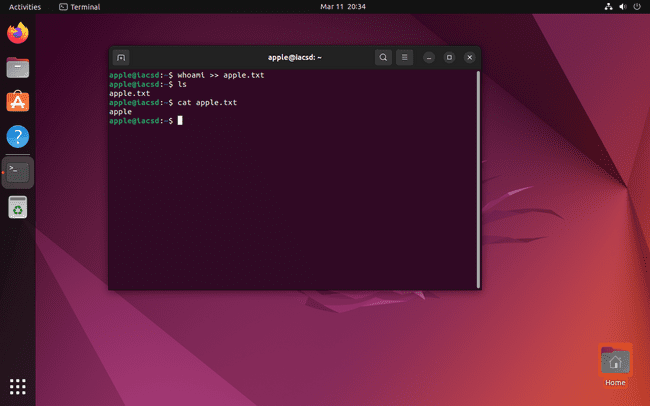 Activities
Terminal
Mar 11 20:34
apple@iacsd: ~
apple@iacsd:~$ whoami >> apple.txt
apple@iacsd:~$ ls
apple.txt
apple@iacsd:~$ cat apple.txt
apple
apple@iacsd:~$
Home